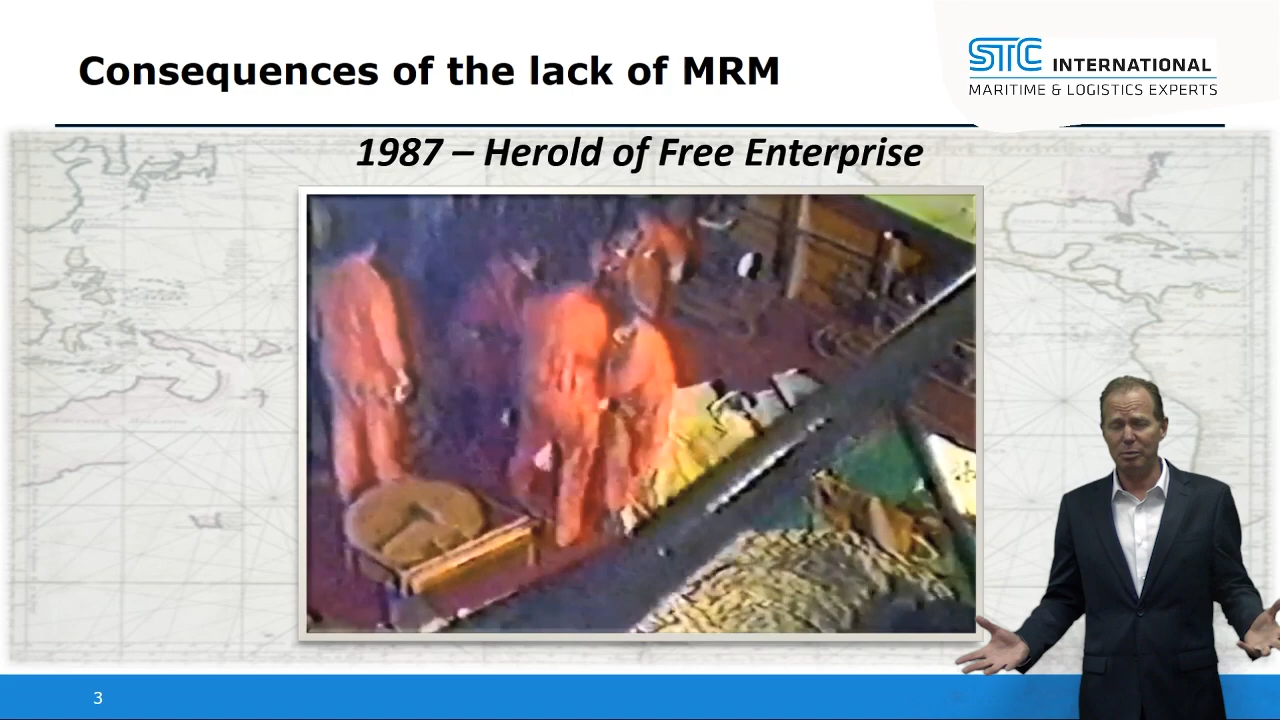 Consequences of the lack of MRM
STC INTERNATIONAL
MARITIME & LOGISTICS EXPERTS
1987 – Herold of Free Enterprise
3